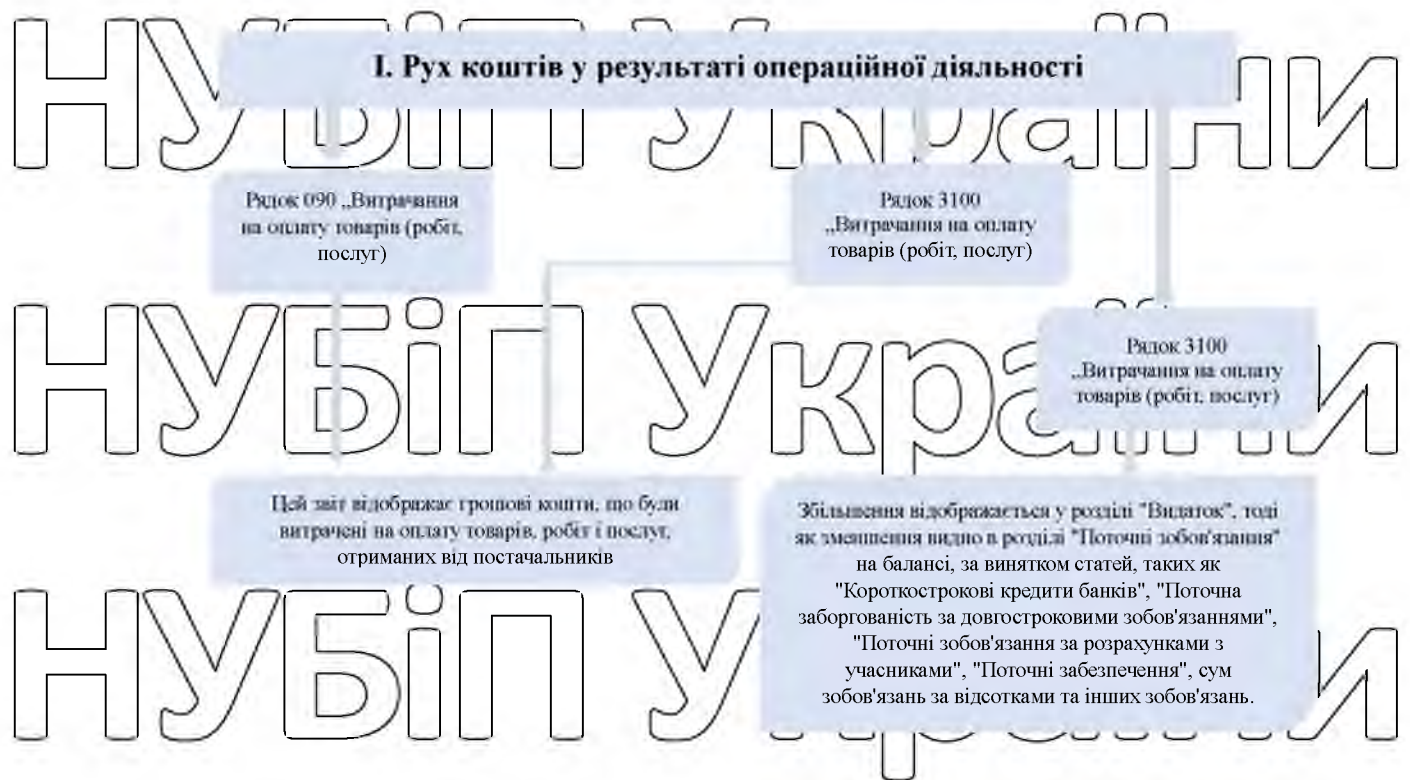 НУБіП України
І. Рух коштів у результаті операційної діяльності
Рядок 090 „Витрачання
на оплату товарів (робіт,
послуг)
Рядок 3100
„Витрачання на оплату
товарів (робіт, послуг)
НУБіП України
Рядок 3100
„Витрачання на оплату
товарів (робіт, послуг)
Цей звіт відображає грошові кошти, що були
витрачені на оплату товарів, робіт і послуг,
отриманих від постачальників
Збільшення відображається у розділі "Видаток", тоді
як зменшення видно в розділі "Поточні зобов'язання"
на балансі, за винятком статей, таких як
"Короткострокові кредити банків", "Поточна
заборгованість за довгостроковими зобов'язаннями",
"Поточні зобов'язання за розрахунками з
учасниками", "Поточні забезпечення", сум
зобов'язань за відсотками та інших зобов'язань.
НУБіП України